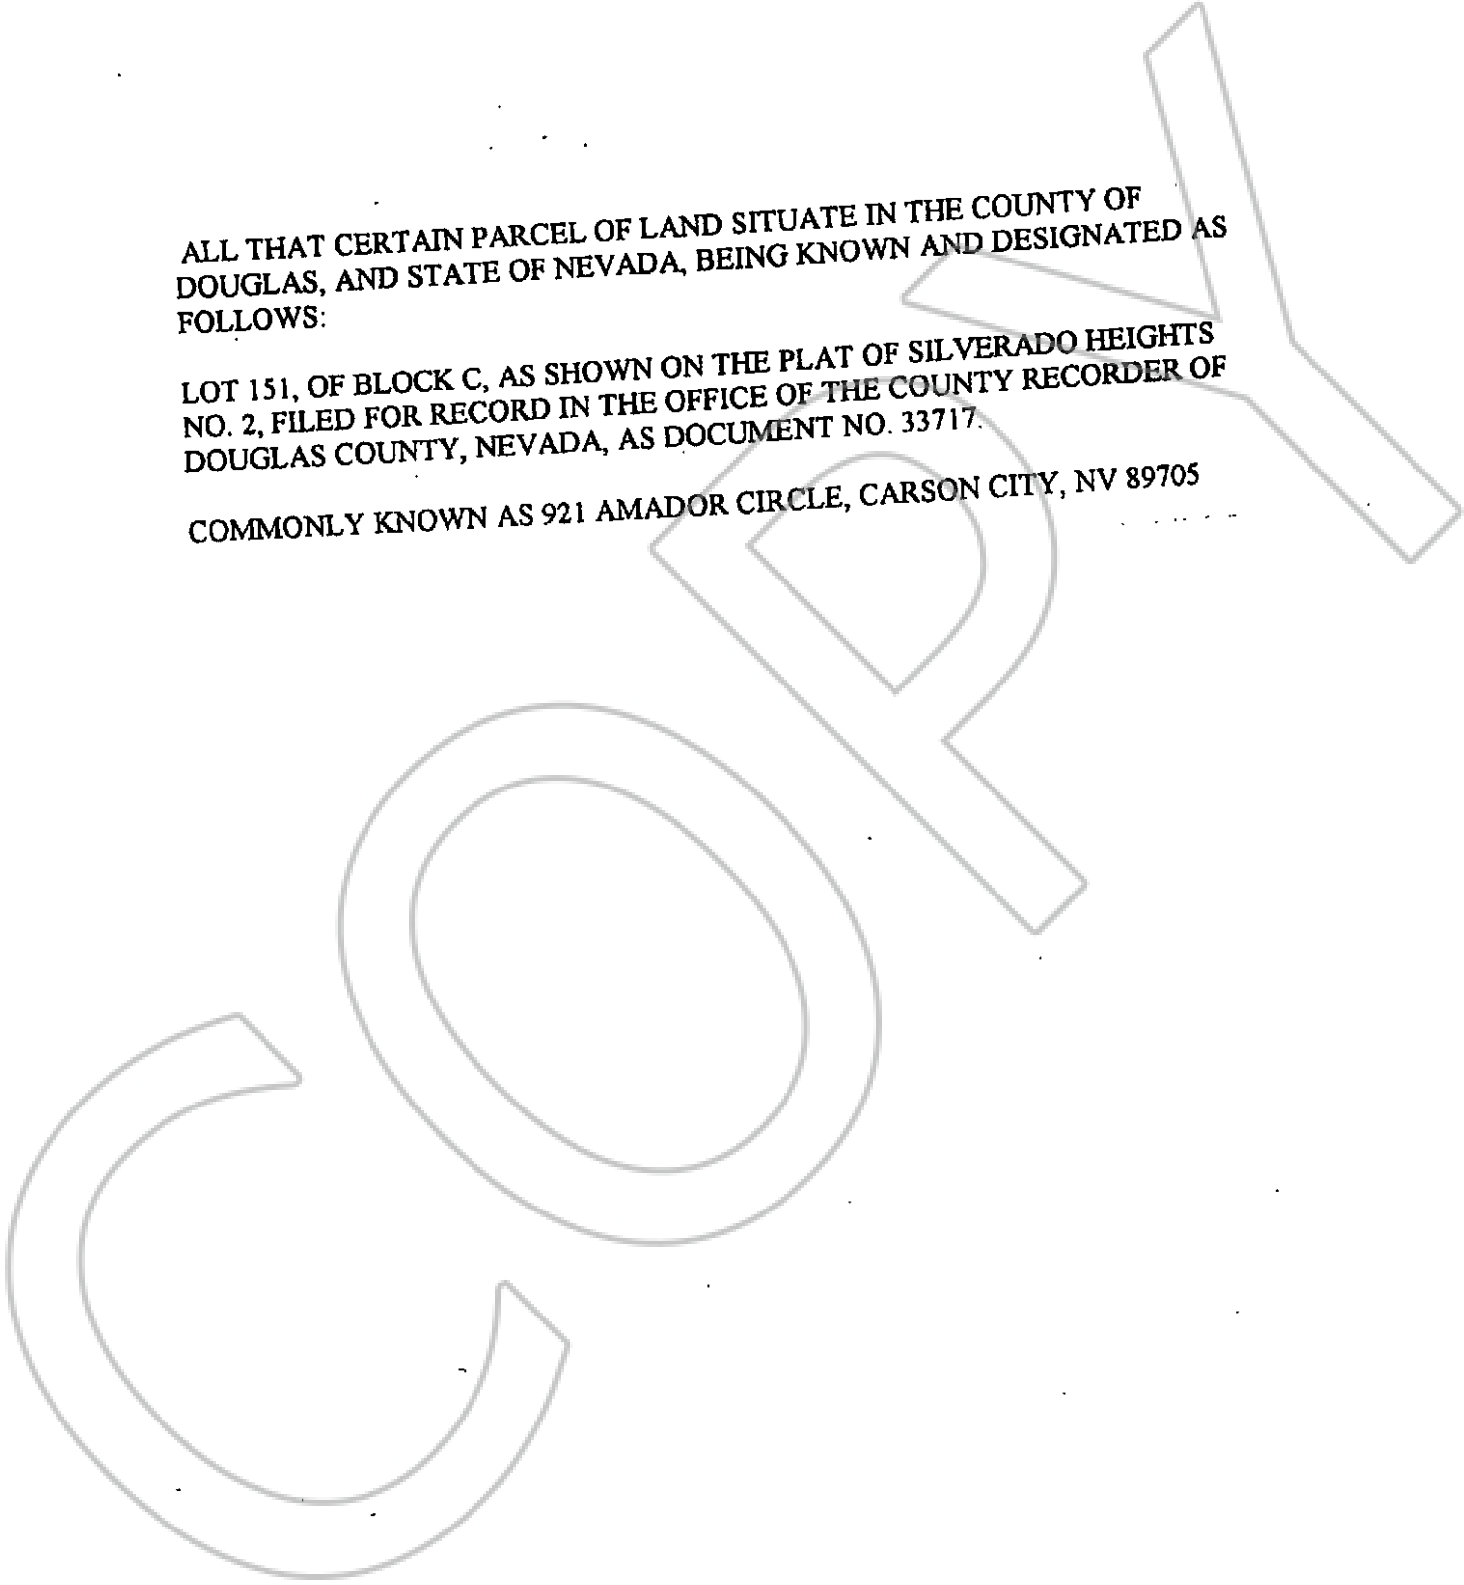 ALL THAT CERTAIN PARCEL OF LAND SITUATE IN THE COUNTY OF
DOUGLAS, AND STATE OF NEVADA, BEING KNOWN AND DESIGNATED AS
FOLLOWS:
LOT 151, OF BLOCK C, AS SHOWN ON THE PLAT OF SILVERADO HEIGHTS
NO. 2, FILED FOR RECORD IN THE OFFICE OF THE COUNTY RECORDER OF
DOUGLAS COUNTY, NEVADA, AS DOCUMENT NO. 33717.
COMMONLY KNOWN AS 921 AMADOR CIRCLE, CARSON CITY, NV 89705
COPY